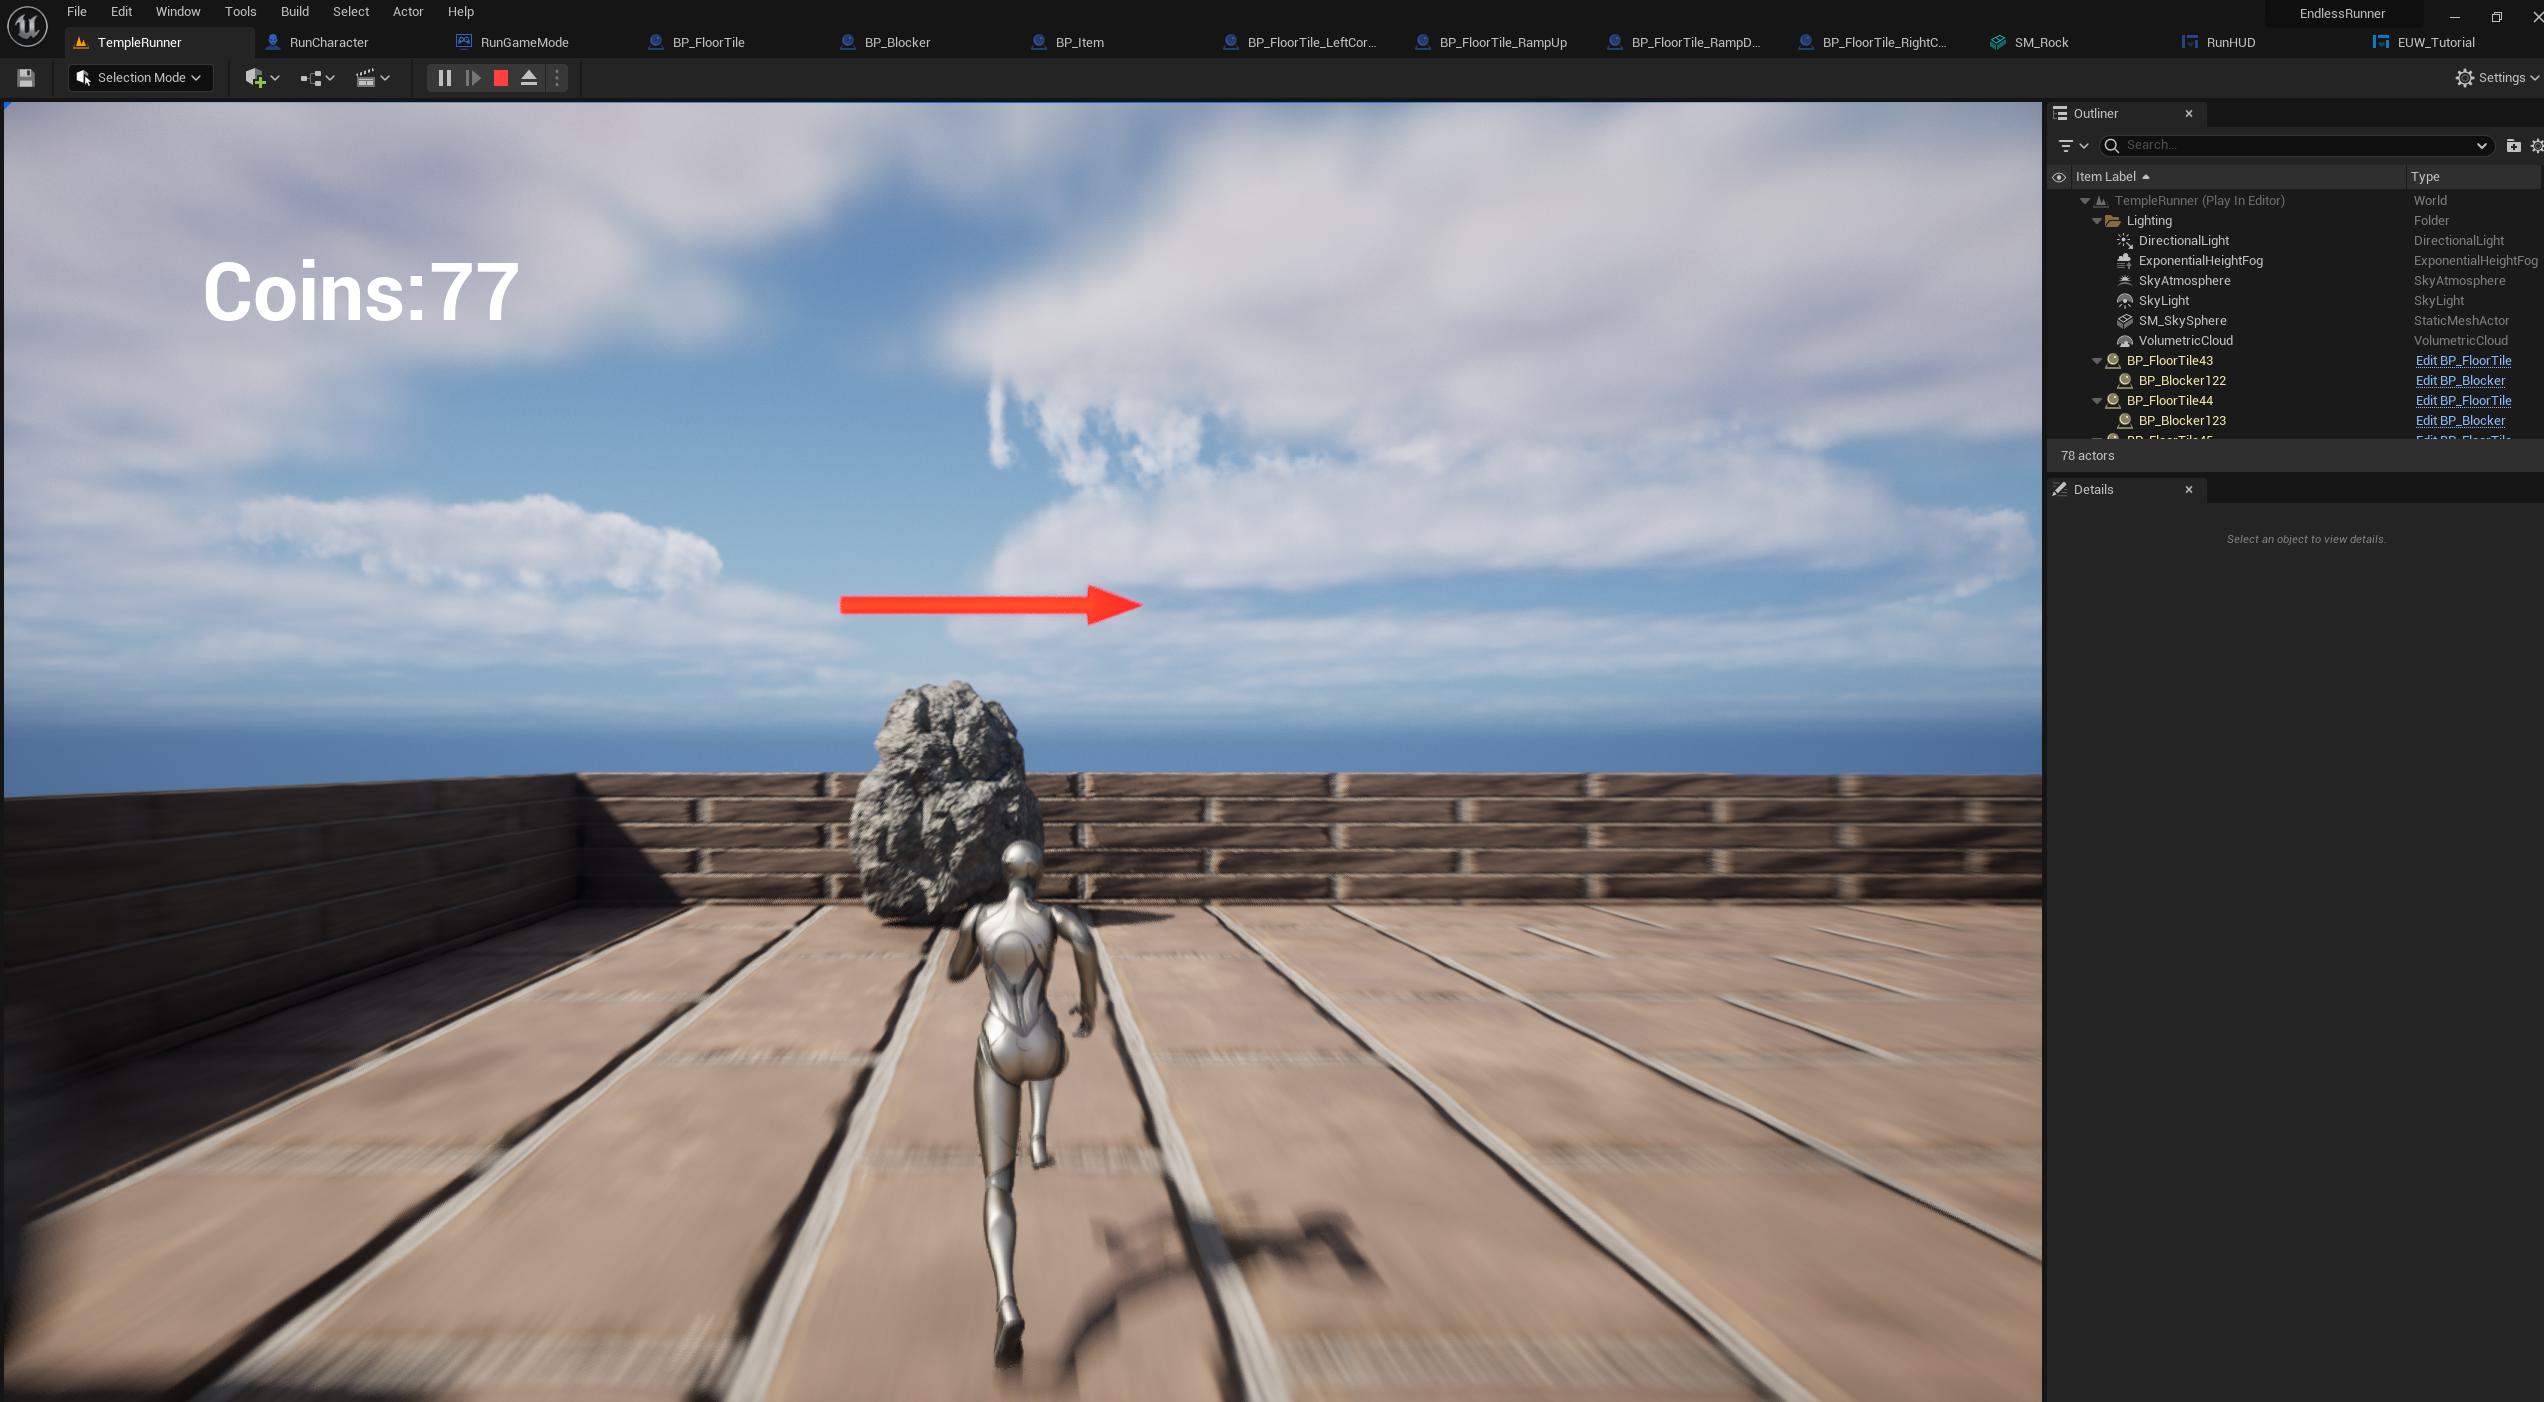 File Edit Window Tools Build Select Actor Help
EndlessRunner
TempleRunner RunCharacter RunGameMode BP_FloorTile BP_Blocker BP_Item BP_FloorTile_LeftCor... BP_FloorTile_RampUp BP_FloorTile_RampD... BP_FloorTile_RightC... SM_Rock RunHUD EUW_Tutorial
Selection Mode
Settings
Coins:77
Outliner
Search...
Item Label Type
TempleRunner (Play In Editor) World
Lighting Folder
DirectionalLight DirectionalLight
ExponentialHeightFog ExponentialHeightFog
SkyAtmosphere SkyAtmosphere
SkyLight SkyLight
SM_SkySphere StaticMeshActor
VolumetricCloud VolumetricCloud
BP_FloorTile43 Edit BP_FloorTile
BP_Blocker122 Edit BP_Blocker
BP_FloorTile44 Edit BP_FloorTile
BP_Blocker123 Edit BP_Blocker
78 actors
Details
Select an object to view details.